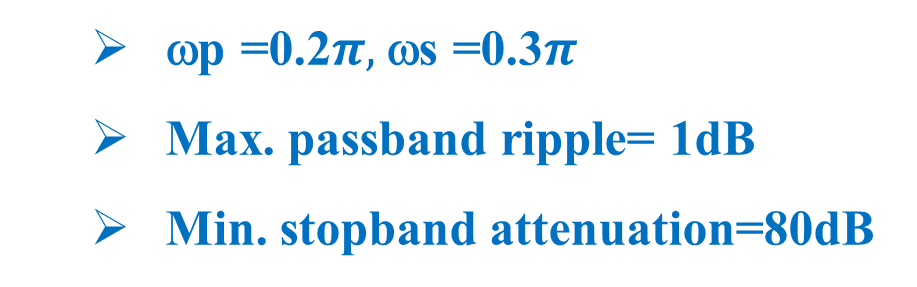 ➢ ωp =0.2π, ωs =0.3π
➢ Max. passband ripple= 1dB
➢ Min. stopband attenuation=80dB